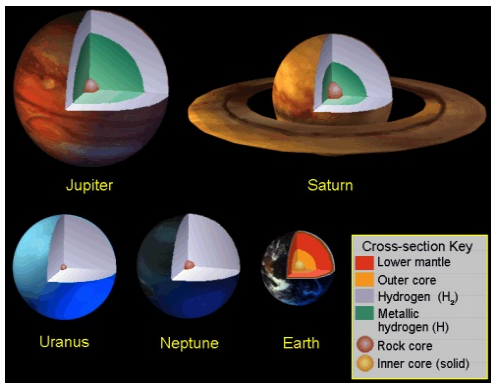 Jupiter
Saturn
Uranus
Neptune
Earth
Cross-section Key
Lower mantle
Outer core
Hydrogen (H₂)
Metallic
hydrogen (H)
Rock core
Inner core (solid)